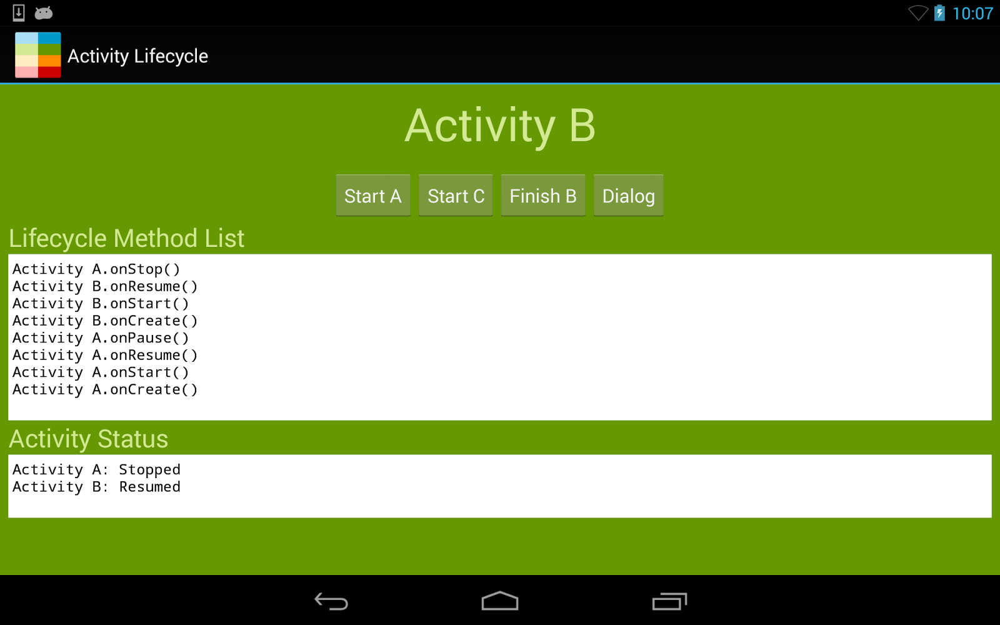 10:07
Activity Lifecycle
Activity B
Start A Start C Finish B Dialog
Lifecycle Method List
Activity A.onStop()
Activity B.onResume()
Activity B.onStart()
Activity B.onCreate()
Activity A.onPause()
Activity A.onResume()
Activity A.onStart()
Activity A.onCreate()
Activity Status
Activity A: Stopped
Activity B: Resumed